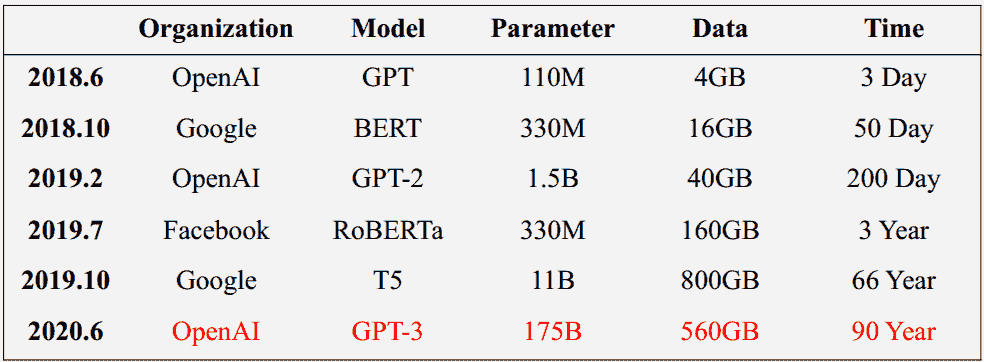 Organization Model Parameter Data Time
2018.6 OpenAI GPT 110M 4GB 3 Day
2018.10 Google BERT 330M 16GB 50 Day
2019.2 OpenAI GPT-2 1.5B 40GB 200 Day
2019.7 Facebook RoBERTa 330M 160GB 3 Year
2019.10 Google T5 11B 800GB 66 Year
2020.6 OpenAI GPT-3 175B 560GB 90 Year